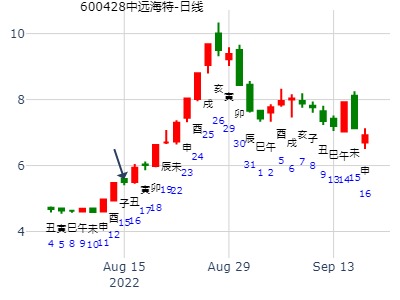 600428中远海特-日线
10
8
6
4
丑 寅 巳 午 未 申 酉 子 丑 寅 卯 辰 未 申 酉 戌 亥 寅 卯 辰 巳 午 酉 戌 亥 子 丑 巳 午 未 申
4 5 8 9 10 11 12 15 16 17 18 19 22 23 24 25 26 29 30 31 1 2 5 6 7 8 9 13 14 15 16
Aug 15 Aug 29 Sep 13
2022